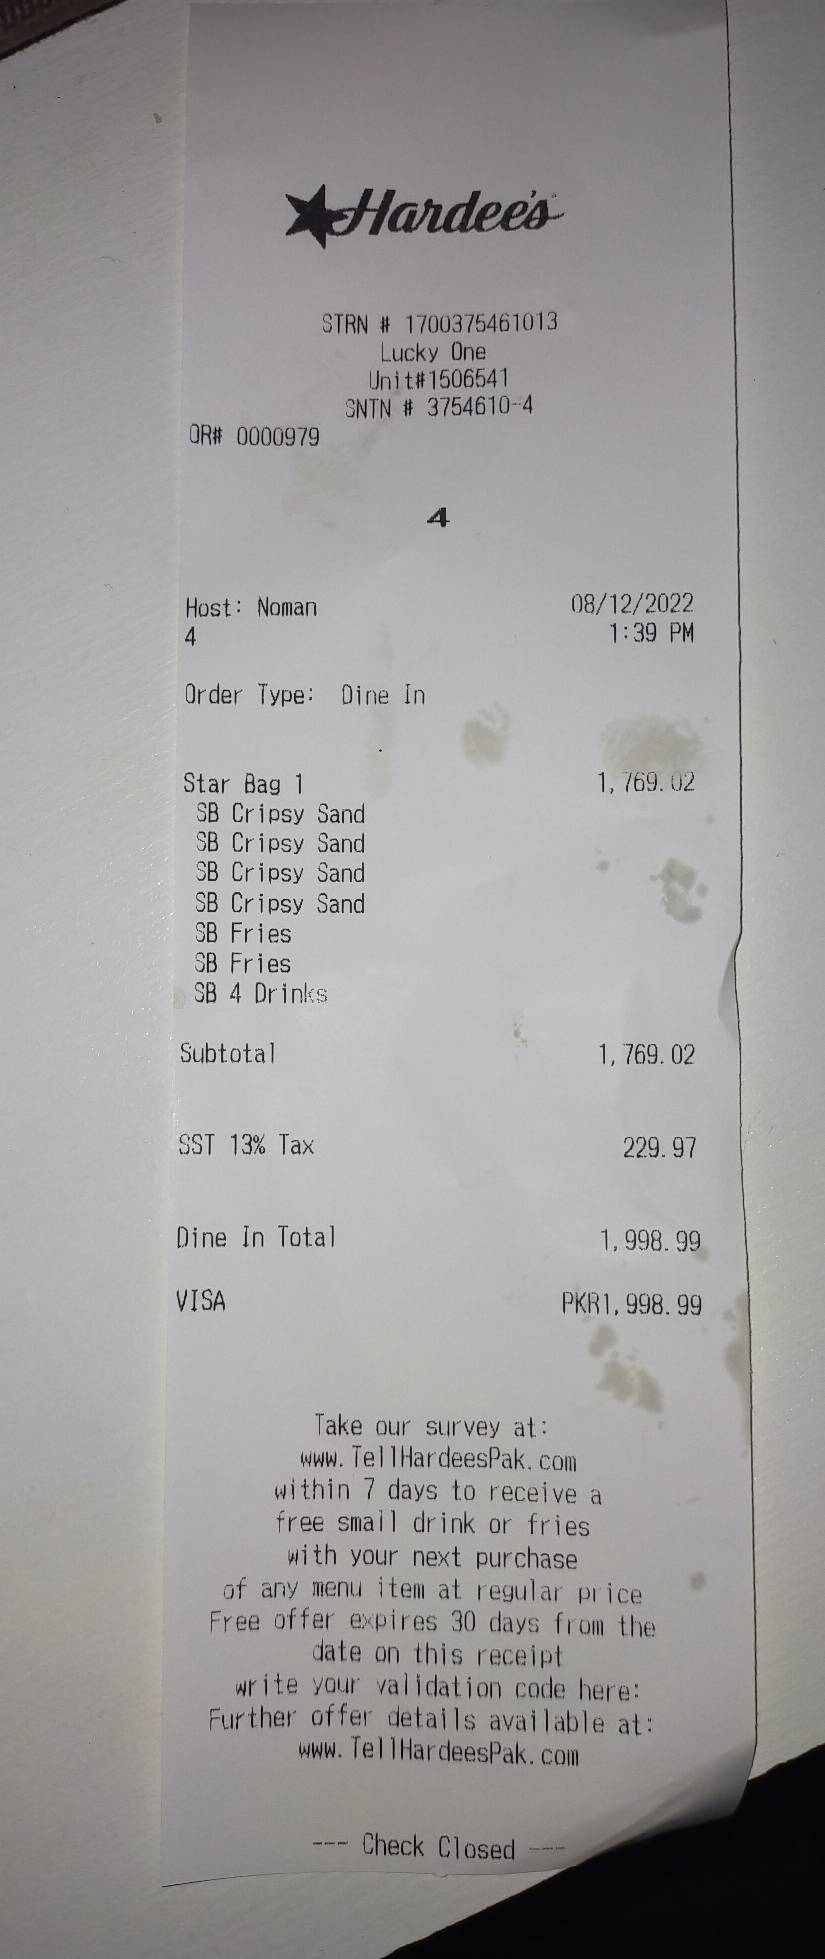 Hardee's
STRN # 1700375461013
Lucky One
Unit#1506541
SNTN # 3754610-4
OR# 0000979
4
Host: Noman 08/12/2022
4 1:39 PM
Order Type: Dine In
Star Bag 1 1,769.02
SB Cripsy Sand
SB Cripsy Sand
SB Cripsy Sand
SB Cripsy Sand
SB Fries
SB Fries
SB 4 Drinks
Subtotal 1,769.02
SST 13% Tax 229.97
Dine In Total 1,998.99
VISA PKR1,998.99
Take our survey at:
www.TellHardeesPak.com
within 7 days to receive a
free small drink or fries
with your next purchase
of any menu item at regular price
Free offer expires 30 days from the
date on this receipt
write your validation code here:
Further offer details available at:
www.TellHardeesPak.com
--- Check Closed ---